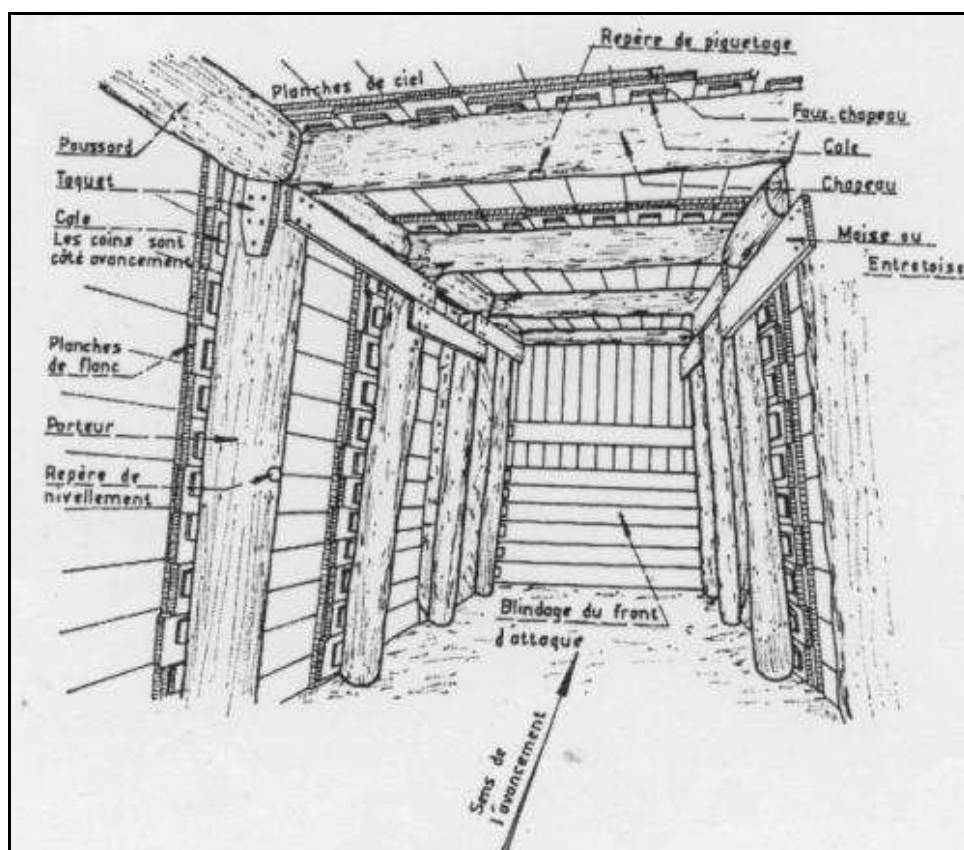 Repère de piquetage
Planches de ciel
Faux-chapeau
Poussard
Cale
Taquet
Chapeau
Cale
Les coins sont
côté avancement
Moise ou
Entretoise
Planches
de flanc
Porteur
Repère de
nivellement
Blindage du front
d'attaque
Sens de
l'avancement